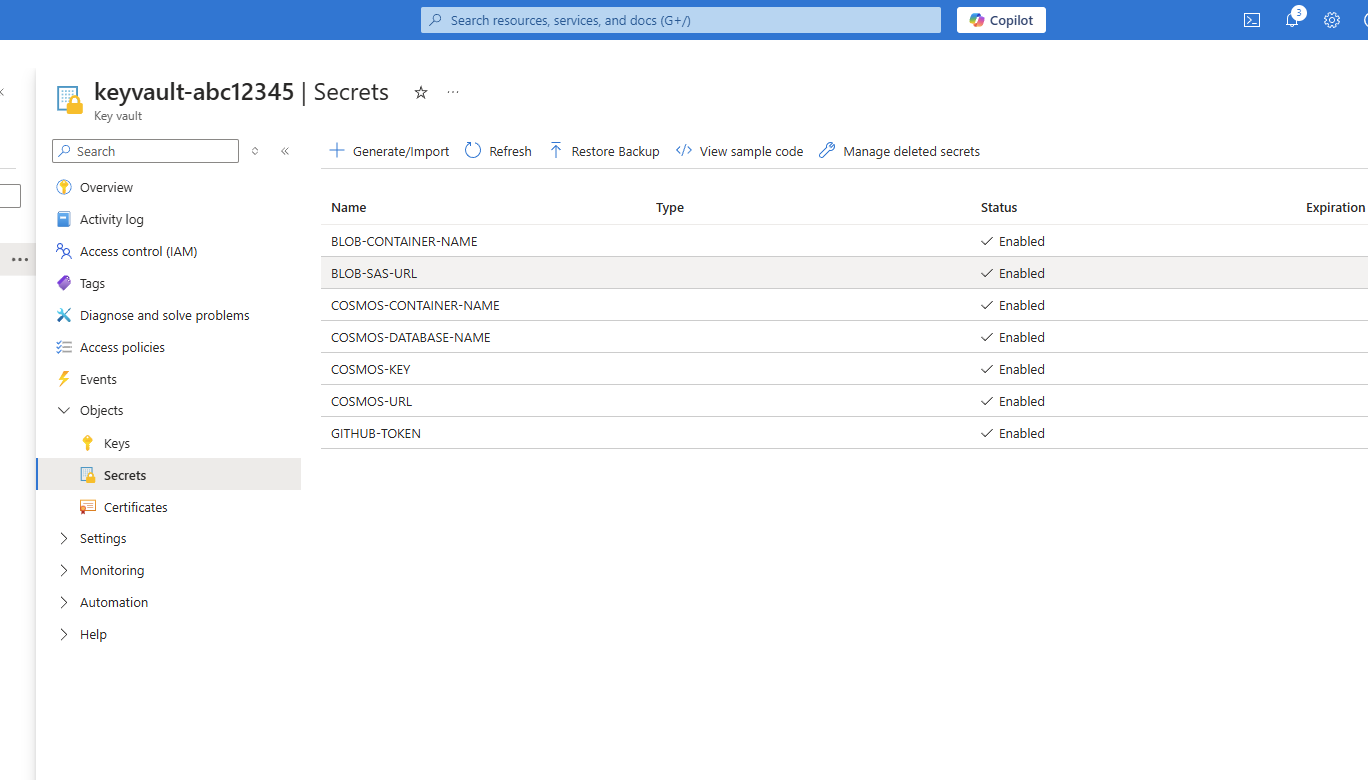 Search resources, services, and docs (G+/)
Copilot
3
keyvault-abc12345 | Secrets
Key vault
Search
Generate/Import
Refresh
Restore Backup
View sample code
Manage deleted secrets
Overview
Activity log
Access control (IAM)
Tags
Diagnose and solve problems
Access policies
Events
Objects
Keys
Secrets
Certificates
Settings
Monitoring
Automation
Help
Name Type Status Expiration
BLOB-CONTAINER-NAME Enabled
BLOB-SAS-URL Enabled
COSMOS-CONTAINER-NAME Enabled
COSMOS-DATABASE-NAME Enabled
COSMOS-KEY Enabled
COSMOS-URL Enabled
GITHUB-TOKEN Enabled